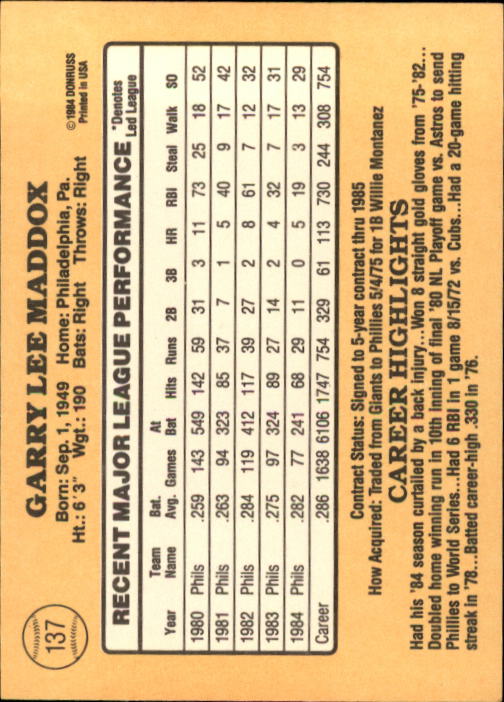 137
GARRY LEE MADDOX
© 1984 DONRUSS
Printed in USA
Born: Sep. 1, 1949 Home: Philadelphia, Pa.
Ht.: 6'3" Wgt.: 190 Bats: Right Throws: Right
RECENT MAJOR LEAGUE PERFORMANCE
*Denotes
Led League
Year Team Name Bat. Avg. Games At Bat Hits Runs 2B 3B HR RBI Steal Walk SO
1980 Phils .259 143 549 142 59 31 3 11 73 25 18 52
1981 Phils .263 94 323 85 37 7 1 5 40 9 17 42
1982 Phils .284 119 412 117 39 27 2 8 61 7 12 32
1983 Phils .275 97 324 89 27 14 2 4 32 7 17 31
1984 Phils .282 77 241 68 29 11 0 5 19 3 13 29
Career .286 1638 6106 1747 754 329 61 113 730 244 308 754
Contract Status: Signed to 5-year contract thru 1985
How Acquired: Traded from Giants to Phillies 5/4/75 for 1B Willie Montanez
CAREER HIGHLIGHTS
Had his '84 season curtailed by a back injury...Won 8 straight gold gloves from '75-'82...
Doubled home winning run in 10th inning of final '80 NL Playoff game vs. Astros to send
Phillies to World Series...Had 6 RBI in 1 game 8/15/72 vs. Cubs...Had a 20-game hitting
streak in '78...Batted career-high .330 in '76.